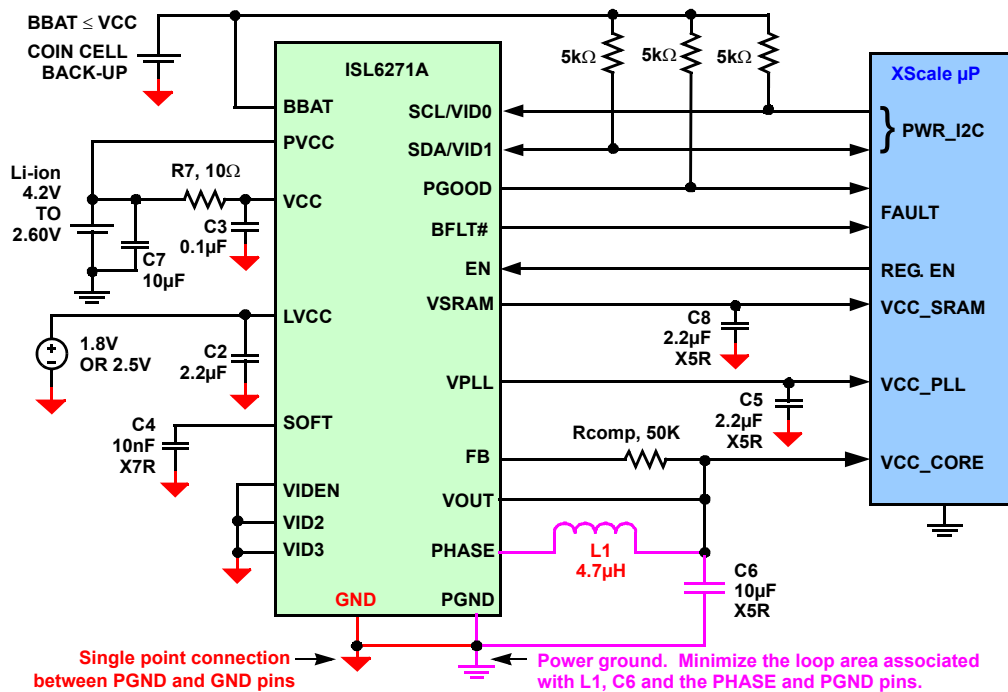 BBAT ≤ VCC
COIN CELL
BACK-UP
ISL6271A
5kΩ
5kΩ
5kΩ
XScale µP
BBAT
SCL/VID0
PWR_I2C
}
PVCC
SDA/VID1
Li-ion
4.2V
TO
2.60V
R7, 10Ω
VCC
C3
0.1µF
C7
10µF
PGOOD
FAULT
BFLT#
EN
REG. EN
VSRAM
VCC_SRAM
C8
2.2µF
X5R
LVCC
1.8V
OR 2.5V
+
−
C2
2.2µF
VPLL
VCC_PLL
C5
2.2µF
X5R
SOFT
C4
10nF
X7R
Rcomp, 50K
FB
VCC_CORE
VIDEN
VOUT
VID2
VID3
PHASE
L1
4.7µH
C6
10µF
X5R
GND
PGND
Single point connection
between PGND and GND pins
Power ground. Minimize the loop area associated
with L1, C6 and the PHASE and PGND pins.